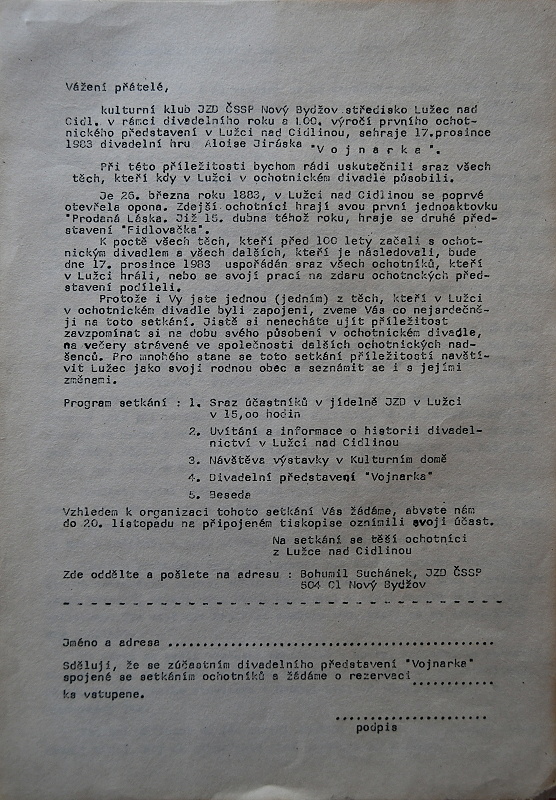 Vážení přátelé,
kulturní klub JZD ČSSP Nový Bydžov středisko Lužec nad
Cidl. v rámci divadelního roku a 100. výročí prvního ochot-
nického představení v Lužci nad Cidlinou, sehraje 17.prosince
1983 divadelní hru Aloise Jiráska "V o j n a r k a ".
Při této příležitosti bychom rádi uskutečnili sraz všech
těch, kteří kdy v Lužci v ochotnickém divadle působili.
Je 26. března roku 1883, v Lužci nad Cidlinou se poprvé
otevřela opona. Zdejší ochotníci hrají svou první jednoaktovku
"Prodaná Láska. Již 15. dubna téhož roku, hraje se druhé před-
stavení "Fidlovačka".
K poctě všech těch, kteří před 100 lety začali s ochot-
nickým divadlem a všech dalších, kteří je následovali, bude
dne 17. prosince 1983 uspořádán sraz všech ochotníků, kteří
v Lužci hráli, nebo se svojí prací na zdaru ochotnckých před-
stavení podíleli.
Protože i Vy jste jednou (jedním) z těch, kteří v Lužci
v ochotnickém divadle byli zapojeni, zveme Vás co nejsrdečně-
ji na toto setkání. Jistě si nenecháte ujít příležitost
zavzpomínat si na dobu svého působení v ochotnickém divadle,
na večery strávené ve společnosti dalších ochotnických nad-
šenců. Pro mnohého stane se toto setkání příležitostí navští-
vit Lužec jako svoji rodnou obec a seznámit se i s jejími
změnami.
Program setkání : 1. Sraz účastníků v jídelně JZD v Lužci
v 15,00 hodin
2. Uvítání a informace o historii divadel-
nictví v Lužci nad Cidlinou
3. Návštěva výstavky v Kulturním domě
4. Divadelní představení "Vojnarka"
5. Beseda
Vzhledem k organizaci tohoto setkání Vás žádáme, abyste nám
do 20. listopadu na připojeném tiskopise oznímili svoji účast.
Na setkání se těší ochotníci
z Lužce nad Cidlinou
Zde oddělte a pošlete na adresu : Bohumil Suchánek, JZD ČSSP
504 01 Nový Bydžov
Jméno a adresa ..................................................
Sděluji, že se zúčastním divadelního představení "Vojnarka"
spojené se setkáním ochotníků a žádáme o rezervaci............
ks vstupene.
......................
podpis